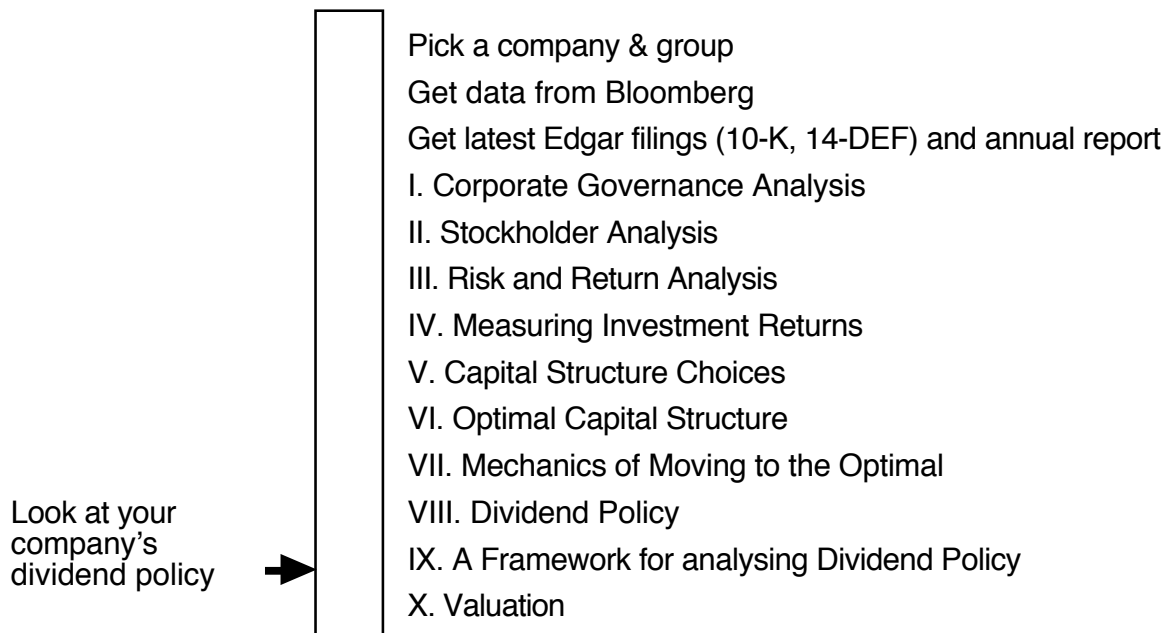 Pick a company & group
Get data from Bloomberg
Get latest Edgar filings (10-K, 14-DEF) and annual report
I. Corporate Governance Analysis
II. Stockholder Analysis
III. Risk and Return Analysis
IV. Measuring Investment Returns
V. Capital Structure Choices
VI. Optimal Capital Structure
VII. Mechanics of Moving to the Optimal
VIII. Dividend Policy
IX. A Framework for analysing Dividend Policy
X. Valuation
Look at your
company’s
dividend policy